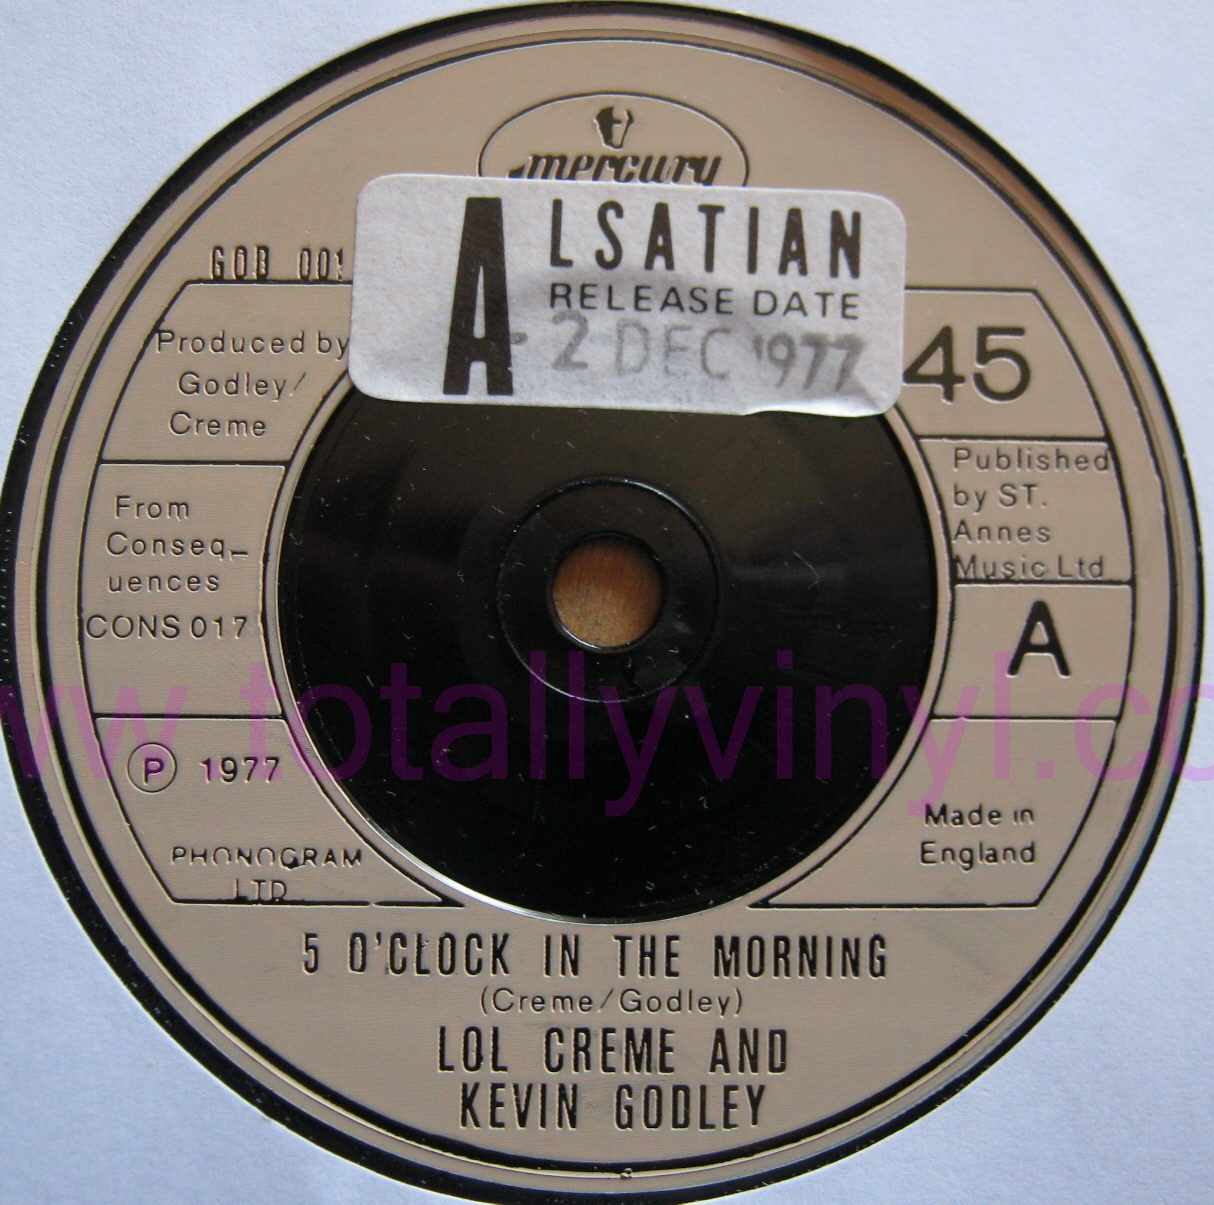 mercury
A LSATIAN
RELEASE DATE
- 2 DEC 1977
GOD 001
Produced by
Godley/
Creme
From
Conseq-
uences
CONS 017
45
Published
by ST.
Annes
Music Ltd
A
www.totallyvinyl.co
P 1977
PHONOGRAM
LTD
Made in
England
5 O'CLOCK IN THE MORNING
(Creme/Godley)
LOL CREME AND
KEVIN GODLEY